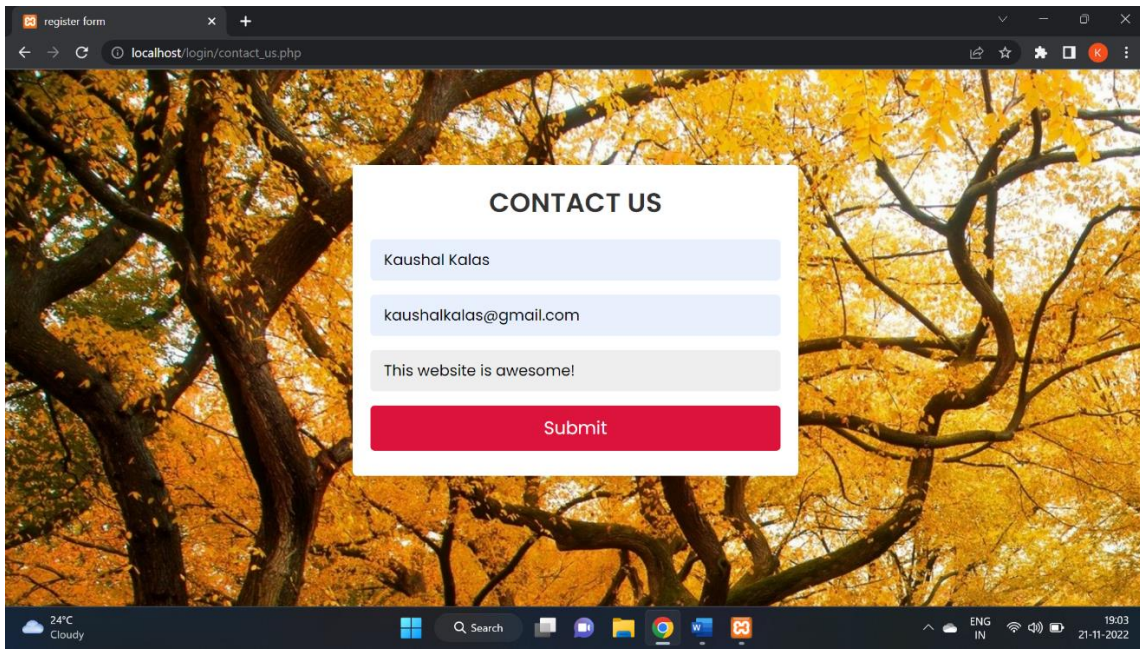 register form
localhost/login/contact_us.php
K
CONTACT US
Kaushal Kalas
kaushalkalas@gmail.com
This website is awesome!
Submit
24°C
Cloudy
Search
W
ENG
IN
19:03
21-11-2022